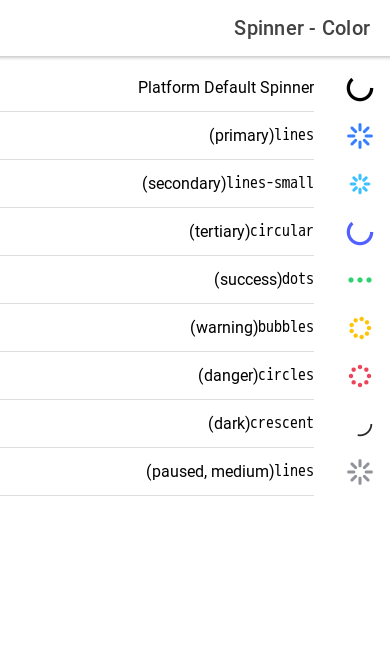 Spinner - Color
Platform Default Spinner
(primary)lines
(secondary)lines-small
(tertiary)circular
(success)dots
(warning)bubbles
(danger)circles
(dark)crescent
(paused, medium)lines